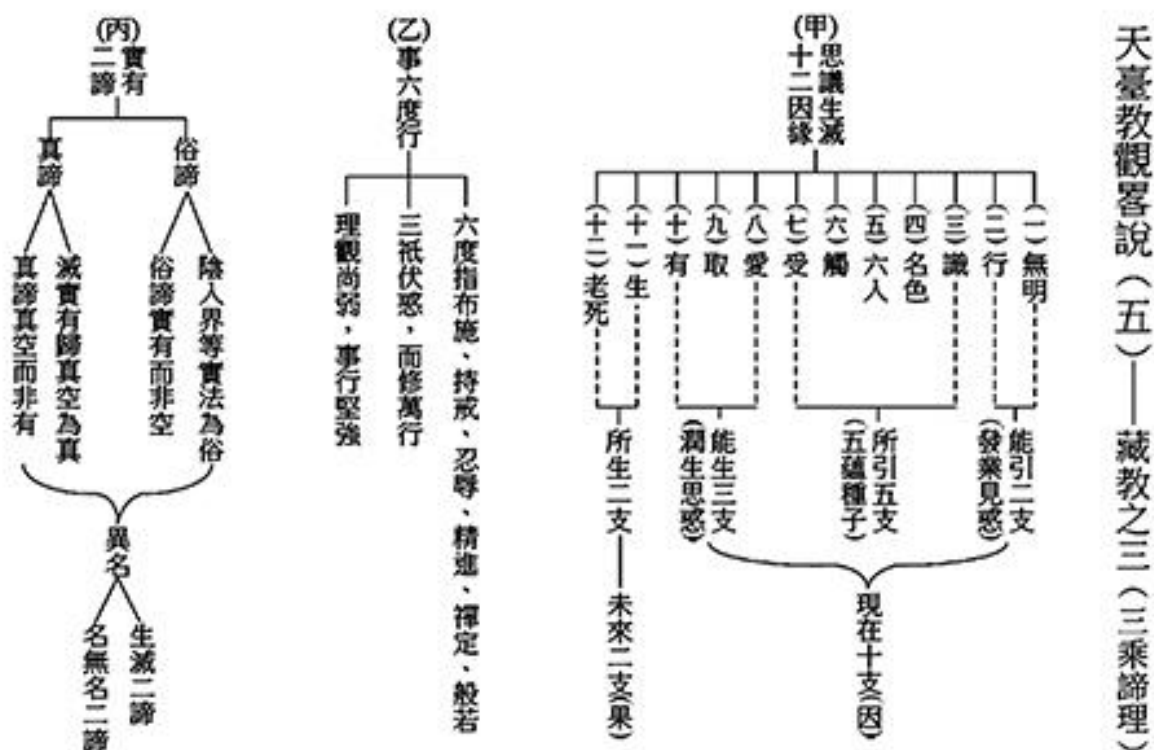 天臺教觀畧說（五）──藏教之三（三乘諦理）
(甲)思議生滅
十二因緣
(一)無明
(二)行
(三)識
(四)名色
(五)六入
(六)觸
(七)受
(八)愛
(九)取
(十)有
(十一)生
(十二)老死
能引二支
(發業見惑)
所引五支
(五蘊種子)
能生三支
(潤生思惑)
所生二支
現在十支(因)
未來二支(果)
(乙)事六度行
六度指布施、持戒、忍辱、精進、禪定、般若
三祇伏惑，而修萬行
理觀尚弱，事行堅強
(丙)實有
二諦
俗諦
真諦
陰入界等實法為俗
俗諦實有而非空
滅實有歸真空為真
真諦真空而非有
異名
生滅二諦
名無名二諦